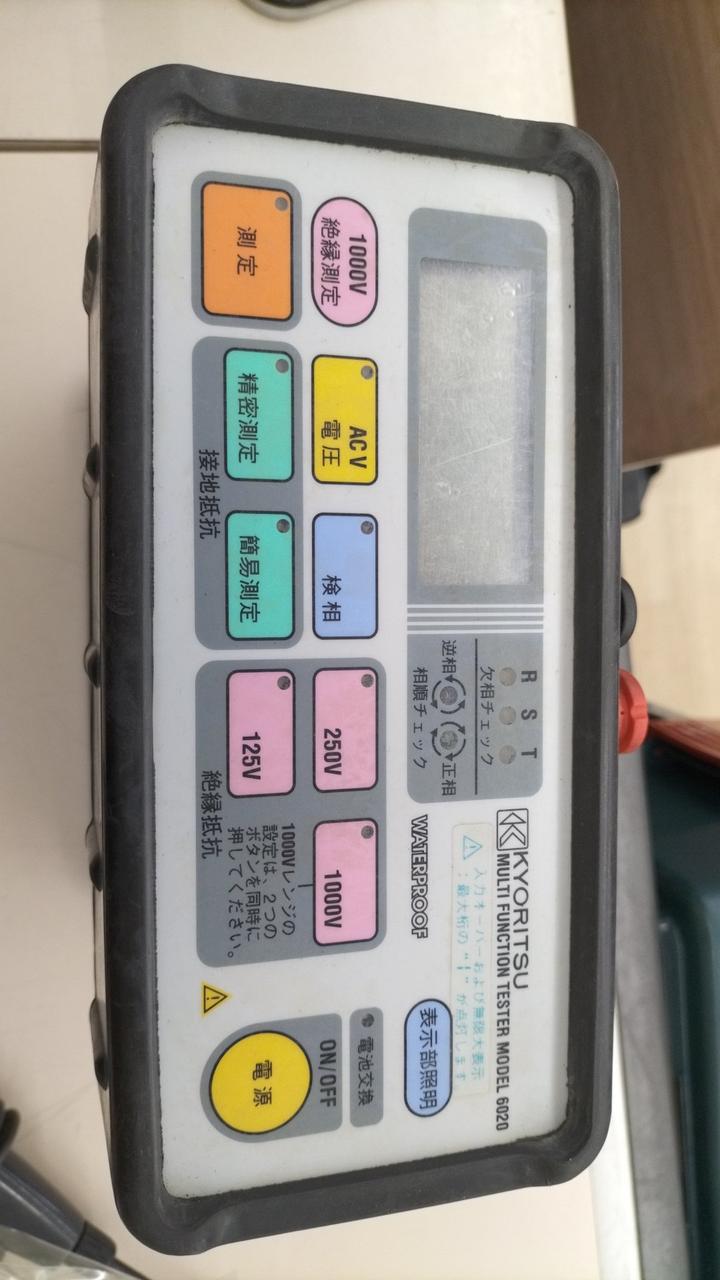 R S T
欠相チェック
逆相 正相
相順チェック
KYORITSU
MULTI FUNCTION TESTER MODEL 6020
入力オーバーおよび無限大表示
：最大桁の“1”が点灯します
WATERPROOF
表示部照明
1000V
絶縁測定
ACV
電圧
検相
250V
1000V
電池交換
測定
精密測定
簡易測定
接地抵抗
125V
絶縁抵抗
1000Vレンジの
設定は、2つの
ボタンを同時に
押してください。
ON/OFF
電源